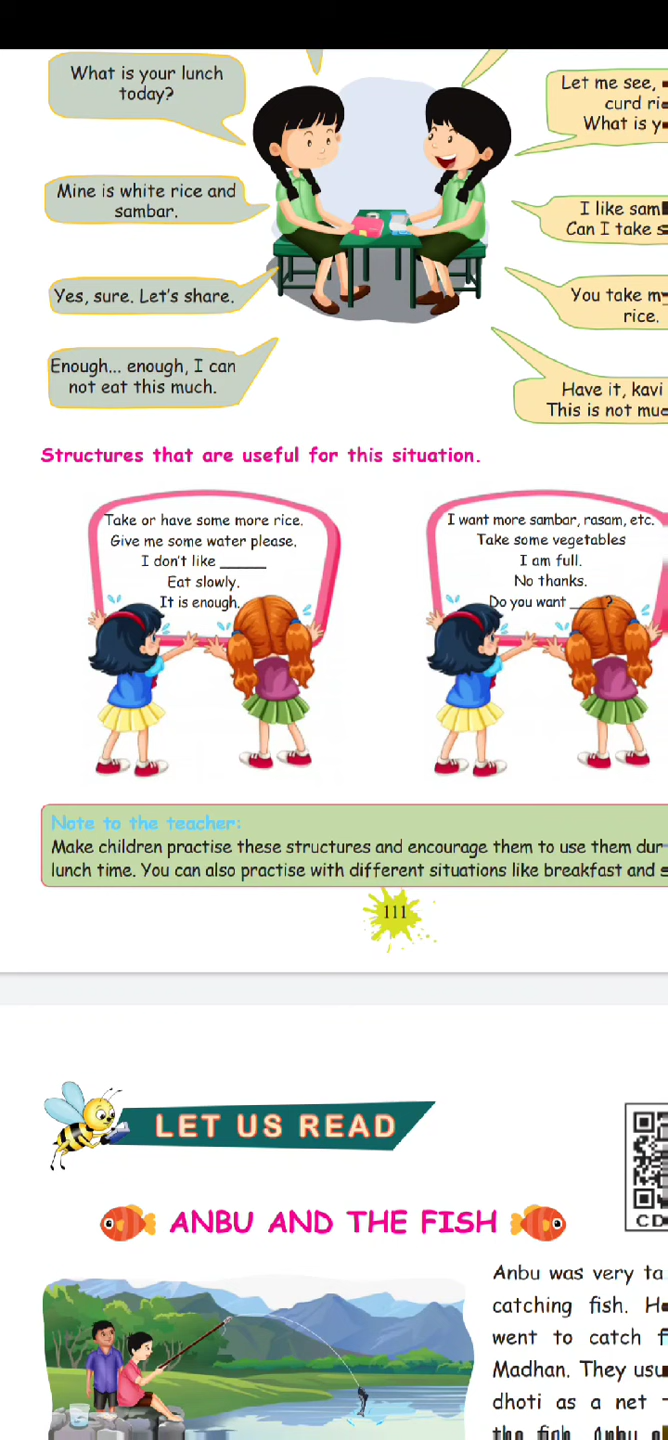 What is your lunch
today?
Let me see,
curd
What is
Mine is white rice and
sambar.
I like
Can I take
Yes, sure. Let's share.
You take
rice.
Enough... enough, I can
not eat this much.
Have it, kavi
This is not
Structures that are useful for this situation.
Take or have some more rice.
Give me some water please.
I don't like ______
Eat slowly.
It is enough.
I want more sambar, rasam, etc.
Take some vegetables
I am full.
No thanks.
Do you want _____?
Note to the teacher:
Make children practise these structures and encourage them to use them
lunch time. You can also practise with different situations like breakfast and
111
LET US READ
ANBU AND THE FISH
Anbu was very
catching fish.
went to catch
Madhan. They
dhoti as a net
the fish. Anbu